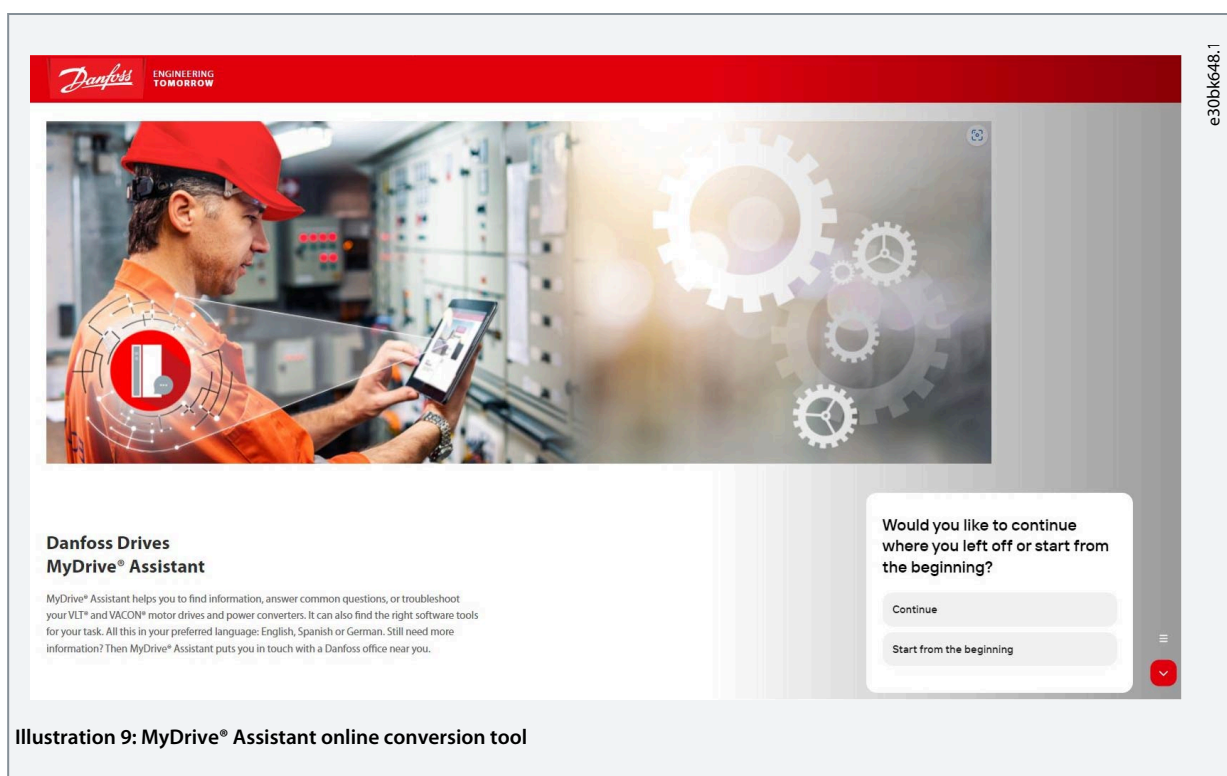 Danfoss
ENGINEERING
TOMORROW
e30bk648.1
Danfoss Drives
MyDrive® Assistant
MyDrive® Assistant helps you to find information, answer common questions, or troubleshoot
your VLT® and VACON® motor drives and power converters. It can also find the right software tools
for your task. All this in your preferred language: English, Spanish or German. Still need more
information? Then MyDrive® Assistant puts you in touch with a Danfoss office near you.
Would you like to continue
where you left off or start from
the beginning?
Continue
Start from the beginning
Illustration 9: MyDrive® Assistant online conversion tool